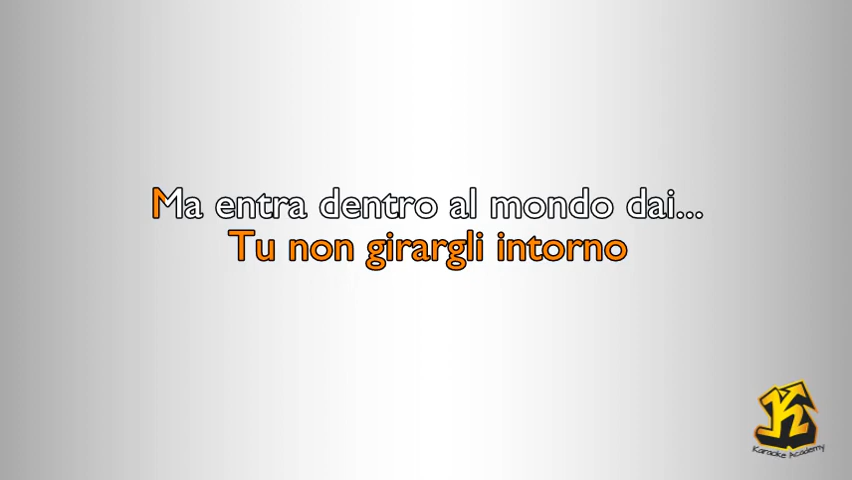 Ma entra dentro al mondo dai...
Tu non girargli intorno
K
Karaoke Academy